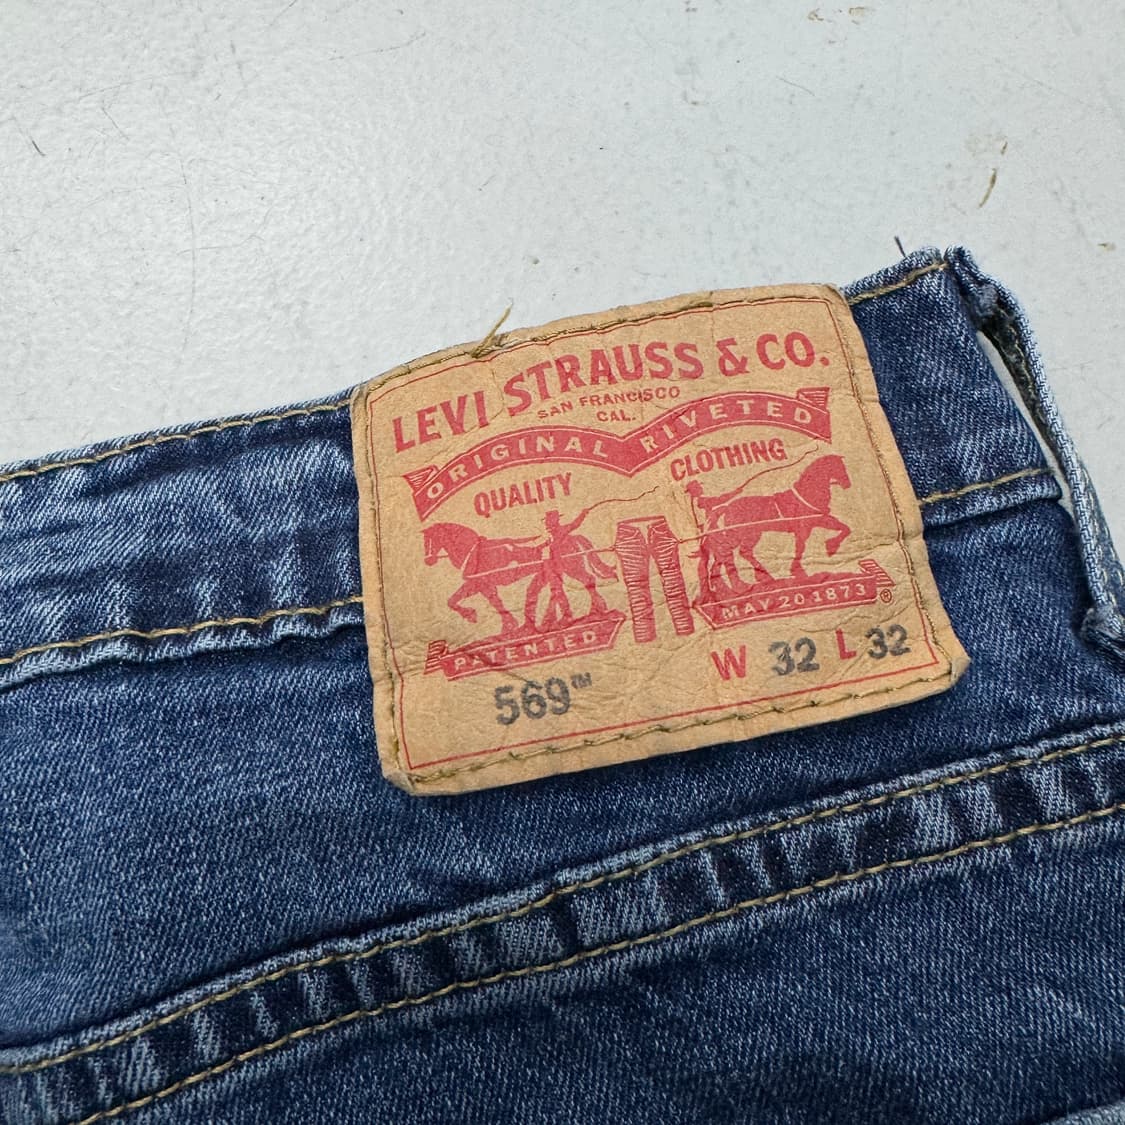 LEVI STRAUSS & CO.
SAN FRANCISCO
CAL.
ORIGINAL RIVETED
QUALITY CLOTHING
PATENTED MAY 20 1873 ®
569™ W 32 L 32